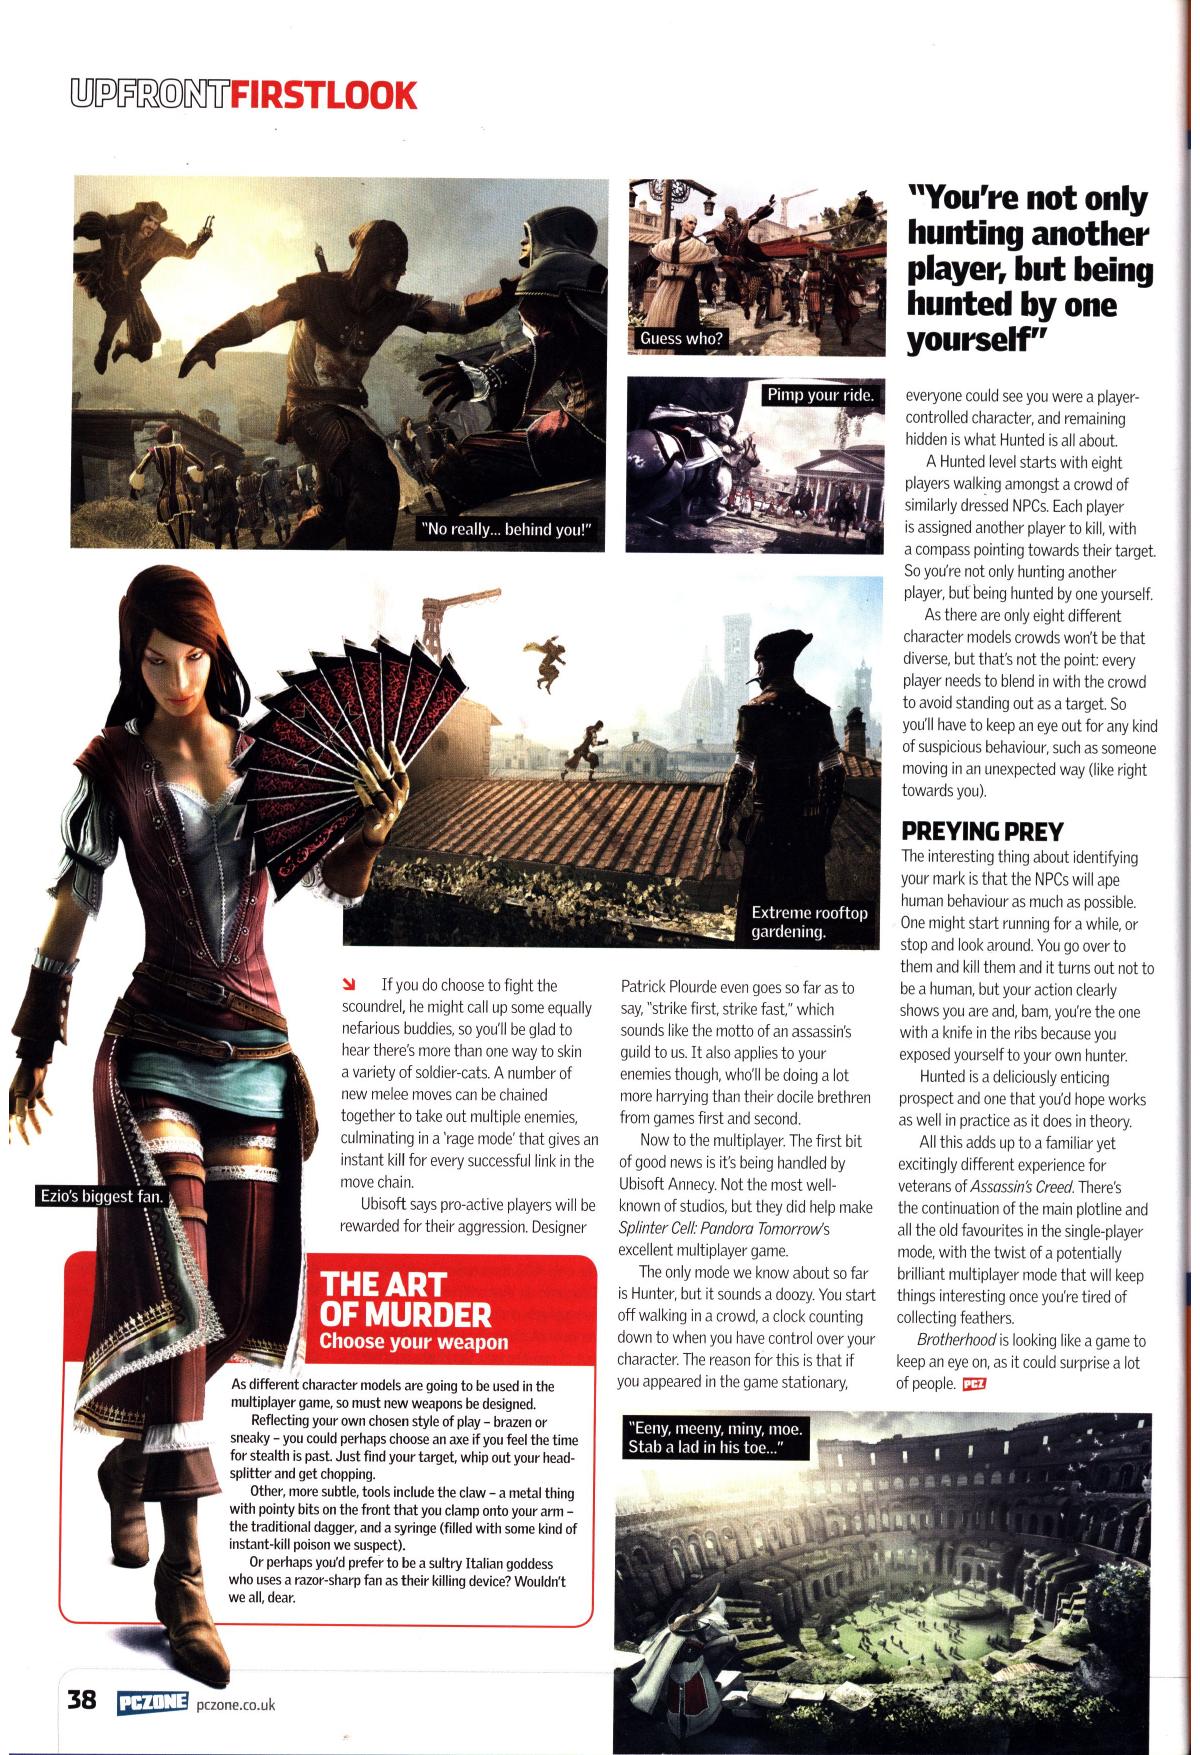 UPFRONTFIRSTLOOK
"No really... behind you!"
Guess who?
Pimp your ride.
Extreme rooftop
gardening.
Ezio's biggest fan.
If you do choose to fight the
scoundrel, he might call up some equally
nefarious buddies, so you'll be glad to
hear there's more than one way to skin
a variety of soldier-cats. A number of
new melee moves can be chained
together to take out multiple enemies,
culminating in a 'rage mode' that gives an
instant kill for every successful link in the
move chain.
Ubisoft says pro-active players will be
rewarded for their aggression. Designer
Patrick Plourde even goes so far as to
say, "strike first, strike fast," which
sounds like the motto of an assassin's
guild to us. It also applies to your
enemies though, who'll be doing a lot
more harrying than their docile brethren
from games first and second.
Now to the multiplayer. The first bit
of good news is it's being handled by
Ubisoft Annecy. Not the most well-
known of studios, but they did help make
Splinter Cell: Pandora Tomorrow's
excellent multiplayer game.
The only mode we know about so far
is Hunter, but it sounds a doozy. You start
off walking in a crowd, a clock counting
down to when you have control over your
character. The reason for this is that if
you appeared in the game stationary,
"You're not only
hunting another
player, but being
hunted by one
yourself"
everyone could see you were a player-
controlled character, and remaining
hidden is what Hunted is all about.
A Hunted level starts with eight
players walking amongst a crowd of
similarly dressed NPCs. Each player
is assigned another player to kill, with
a compass pointing towards their target.
So you're not only hunting another
player, but being hunted by one yourself.
As there are only eight different
character models crowds won't be that
diverse, but that's not the point: every
player needs to blend in with the crowd
to avoid standing out as a target. So
you'll have to keep an eye out for any kind
of suspicious behaviour, such as someone
moving in an unexpected way (like right
towards you).
PREYING PREY
The interesting thing about identifying
your mark is that the NPCs will ape
human behaviour as much as possible.
One might start running for a while, or
stop and look around. You go over to
them and kill them and it turns out not to
be a human, but your action clearly
shows you are and, bam, you're the one
with a knife in the ribs because you
exposed yourself to your own hunter.
Hunted is a deliciously enticing
prospect and one that you'd hope works
as well in practice as it does in theory.
All this adds up to a familiar yet
excitingly different experience for
veterans of Assassin's Creed. There's
the continuation of the main plotline and
all the old favourites in the single-player
mode, with the twist of a potentially
brilliant multiplayer mode that will keep
things interesting once you're tired of
collecting feathers.
Brotherhood is looking like a game to
keep an eye on, as it could surprise a lot
of people. PCZ
THE ART
OF MURDER
Choose your weapon
As different character models are going to be used in the
multiplayer game, so must new weapons be designed.
Reflecting your own chosen style of play – brazen or
sneaky – you could perhaps choose an axe if you feel the time
for stealth is past. Just find your target, whip out your head-
splitter and get chopping.
Other, more subtle, tools include the claw – a metal thing
with pointy bits on the front that you clamp onto your arm –
the traditional dagger, and a syringe (filled with some kind of
instant-kill poison we suspect).
Or perhaps you'd prefer to be a sultry Italian goddess
who uses a razor-sharp fan as their killing device? Wouldn't
we all, dear.
"Eeny, meeny, miny, moe.
Stab a lad in his toe..."
38 PCZONE pczone.co.uk